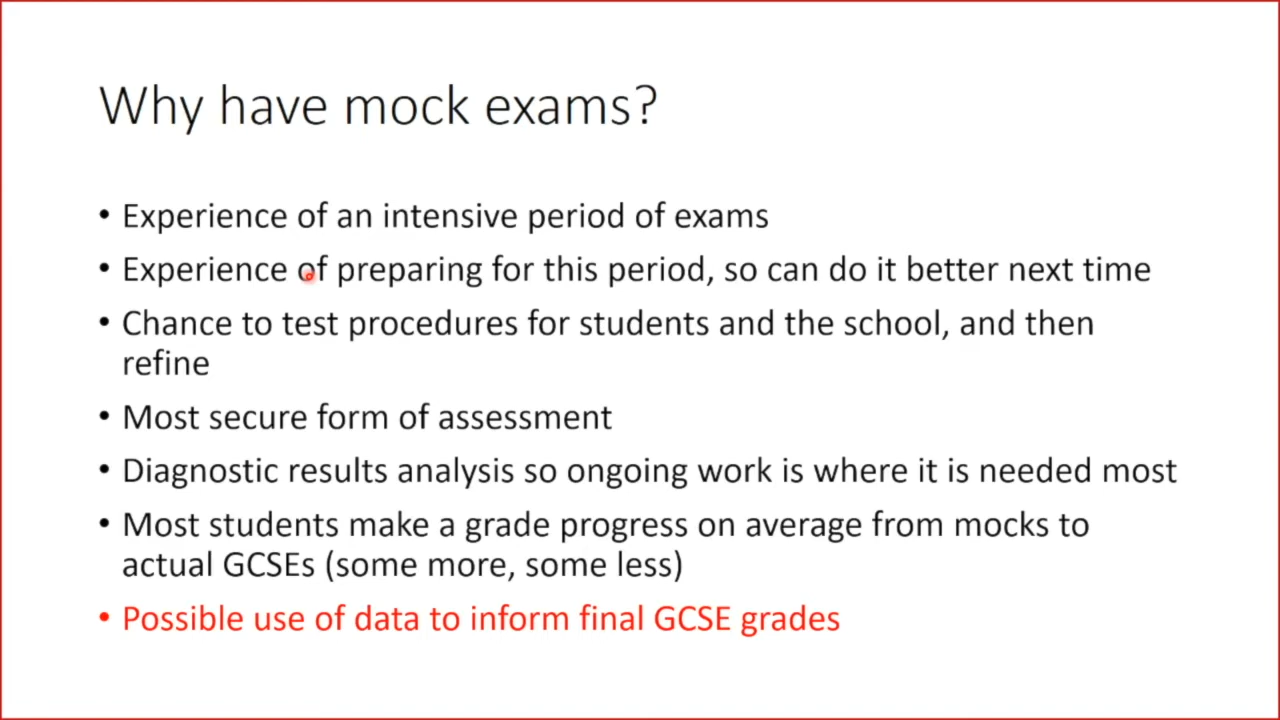 Why have mock exams?
• Experience of an intensive period of exams
• Experience of preparing for this period, so can do it better next time
• Chance to test procedures for students and the school, and then
refine
• Most secure form of assessment
• Diagnostic results analysis so ongoing work is where it is needed most
• Most students make a grade progress on average from mocks to
actual GCSEs (some more, some less)
• Possible use of data to inform final GCSE grades